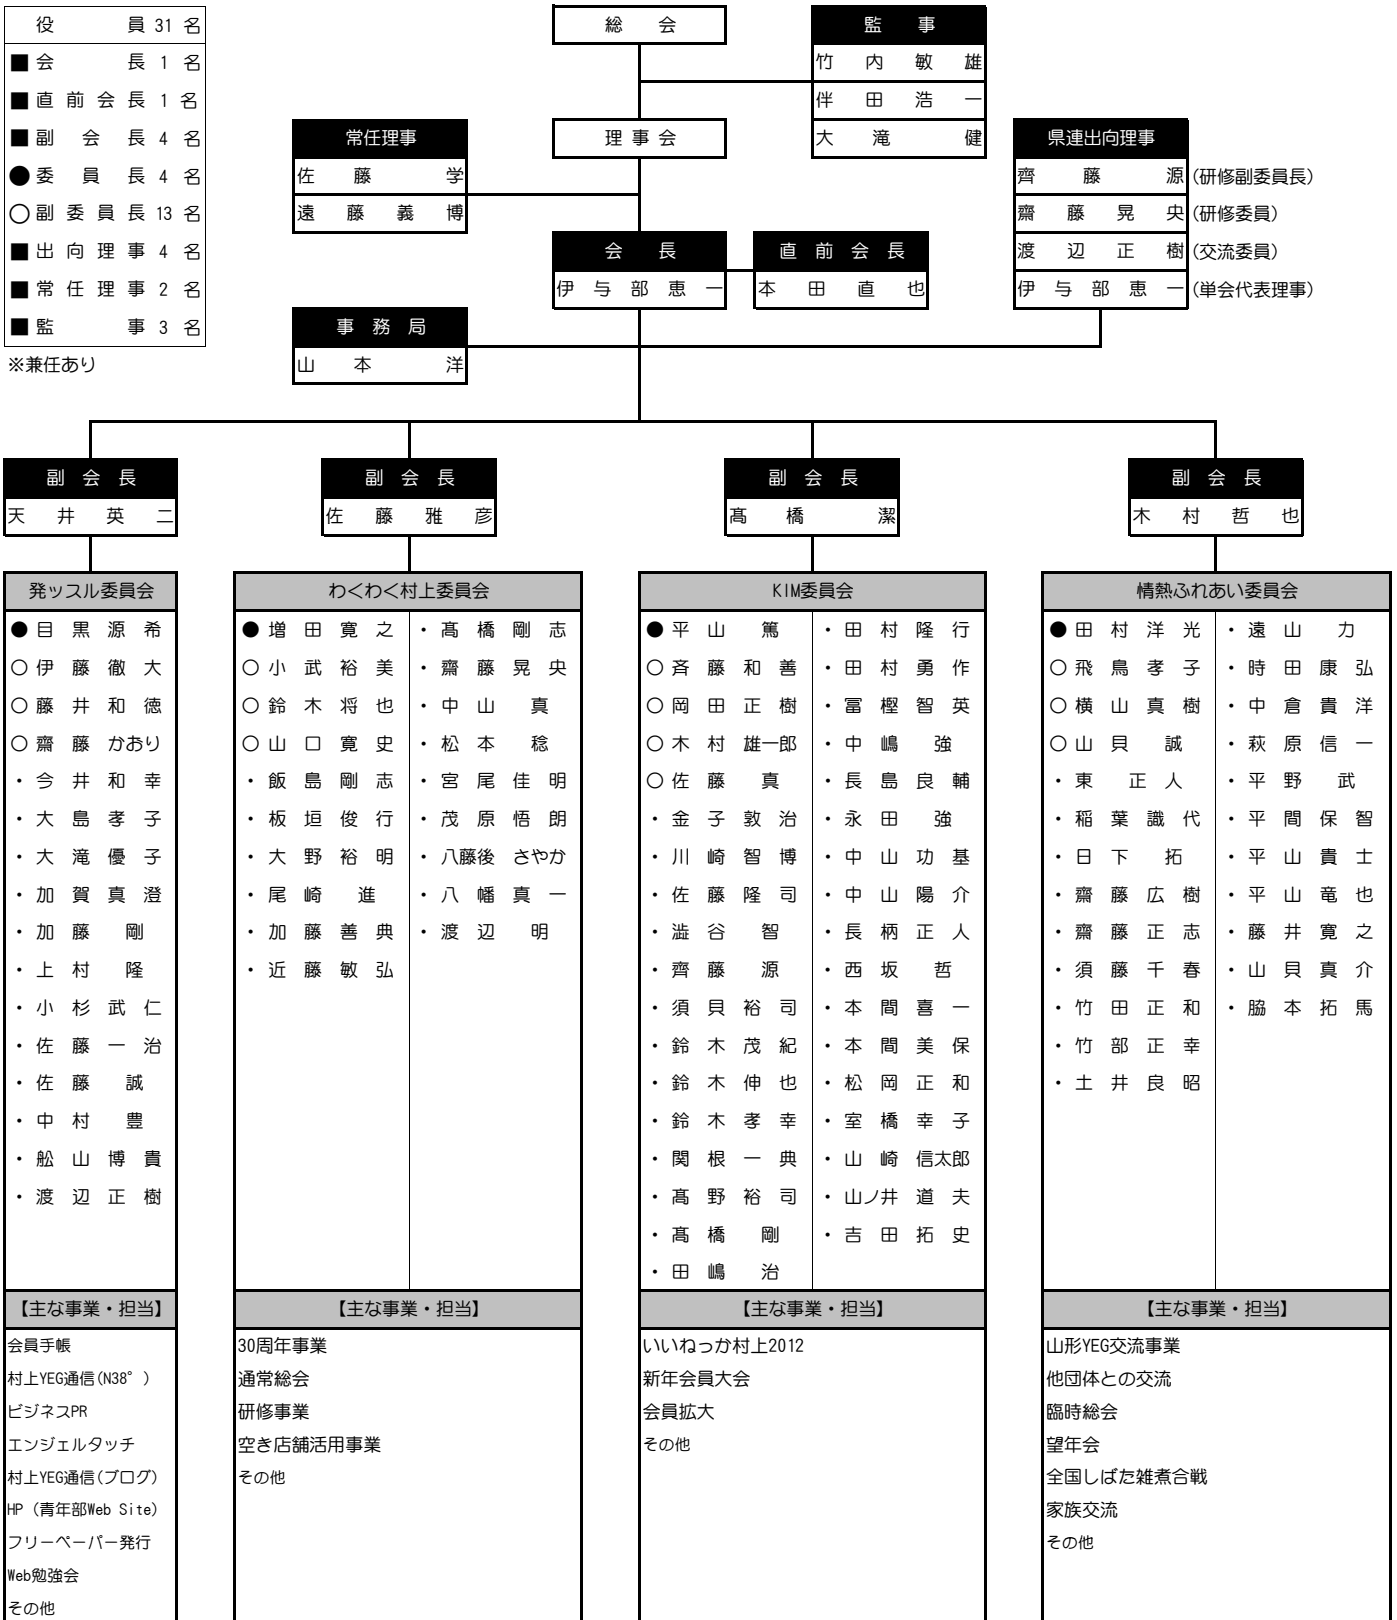 役員 31 名
■会長 1 名
■直前会長 1 名
■副会長 4 名
●委員長 4 名
○副委員長 13 名
■出向理事 4 名
■常任理事 2 名
■監事 3 名
※兼任あり
総会
監事
竹内敏雄
伴田浩一
大滝健
常任理事
佐藤学
遠藤義博
理事会
県連出向理事
齊藤源 (研修副委員長)
齋藤晃央 (研修委員)
渡辺正樹 (交流委員)
伊与部恵一 (単会代表理事)
会長
伊与部恵一
直前会長
本田直也
事務局
山本洋
副会長
天井英二
副会長
佐藤雅彦
副会長
髙橋潔
副会長
木村哲也
発ッスル委員会
●目黒源希
○伊藤徹大
○藤井和徳
○齋藤かおり
・今井和幸
・大島孝子
・大滝優子
・加賀真澄
・加藤剛
・上村隆
・小杉武仁
・佐藤一治
・佐藤誠
・中村豊
・舩山博貴
・渡辺正樹
【主な事業・担当】
会員手帳
村上YEG通信(N38°)
ビジネスPR
エンジェルタッチ
村上YEG通信(ブログ)
HP（青年部Web Site）
フリーペーパー発行
Web勉強会
その他
わくわく村上委員会
●増田寛之
○小武裕美
○鈴木将也
○山口寛史
・飯島剛志
・板垣俊行
・大野裕明
・尾崎進
・加藤善典
・近藤敏弘
・髙橋剛志
・齋藤晃央
・中山真
・松本稔
・宮尾佳明
・茂原悟朗
・八藤後さやか
・八幡真一
・渡辺明
【主な事業・担当】
30周年事業
通常総会
研修事業
空き店舗活用事業
その他
KIM委員会
●平山篤
○斉藤和善
○岡田正樹
○木村雄一郎
○佐藤真
・金子敦治
・川崎智博
・佐藤隆司
・澁谷智
・齊藤源
・須貝裕司
・鈴木茂紀
・鈴木伸也
・鈴木孝幸
・関根一典
・髙野裕司
・髙橋剛
・田嶋治
・田村隆行
・田村勇作
・冨樫智英
・中嶋強
・長島良輔
・永田強
・中山功基
・中山陽介
・長柄正人
・西坂哲
・本間喜一
・本間美保
・松岡正和
・室橋幸子
・山崎信太郎
・山ノ井道夫
・吉田拓史
【主な事業・担当】
いいねっか村上2012
新年会員大会
会員拡大
その他
情熱ふれあい委員会
●田村洋光
○飛鳥孝子
○横山真樹
○山貝誠
・東正人
・稲葉識代
・日下拓
・齋藤広樹
・齋藤正志
・須藤千春
・竹田正和
・竹部正幸
・土井良昭
・遠山力
・時田康弘
・中倉貴洋
・萩原信一
・平野武
・平間保智
・平山貴士
・平山竜也
・藤井寛之
・山貝真介
・脇本拓馬
【主な事業・担当】
山形YEG交流事業
他団体との交流
臨時総会
望年会
全国しばた雑煮合戦
家族交流
その他